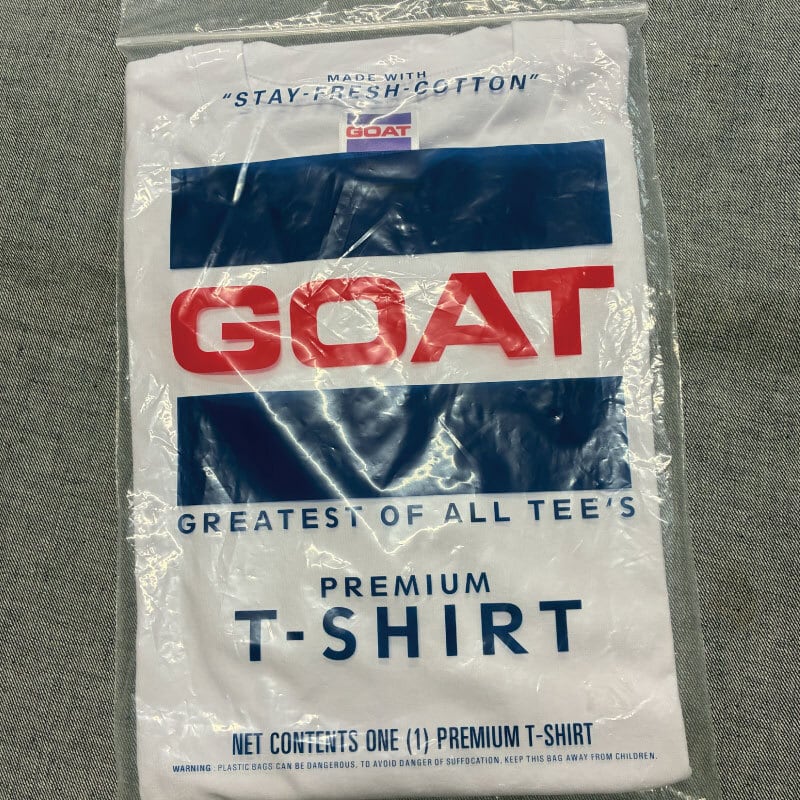 MADE WITH
"STAY-FRESH-COTTON"
GOAT
GOAT
GREATEST OF ALL TEE'S
PREMIUM
T-SHIRT
NET CONTENTS ONE (1) PREMIUM T-SHIRT
WARNING : PLASTIC BAGS CAN BE DANGEROUS. TO AVOID DANGER OF SUFFOCATION, KEEP THIS BAG AWAY FROM CHILDREN.